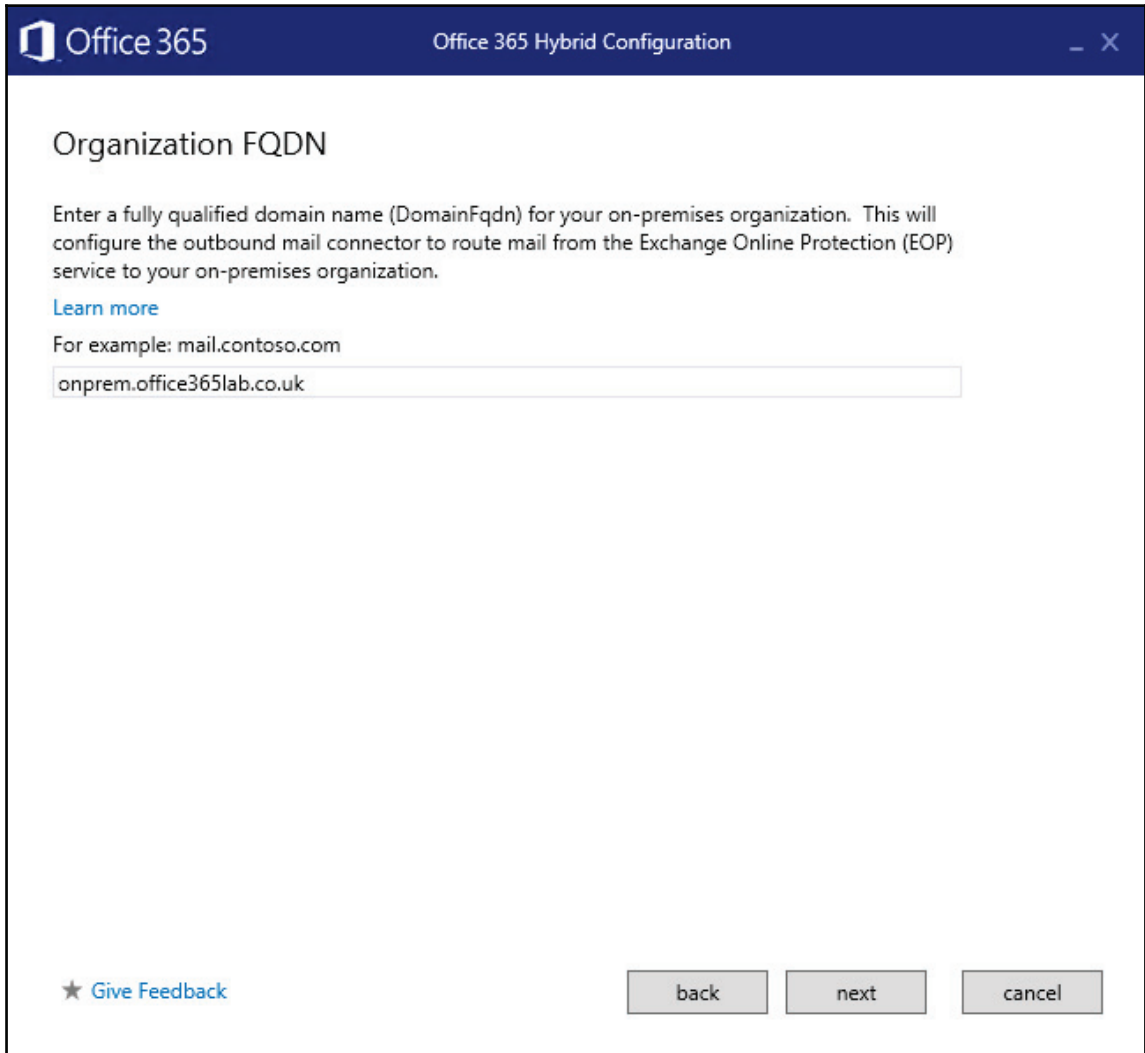 Office 365
Office 365 Hybrid Configuration
Organization FQDN
Enter a fully qualified domain name (DomainFqdn) for your on-premises organization. This will
configure the outbound mail connector to route mail from the Exchange Online Protection (EOP)
service to your on-premises organization.
Learn more
For example: mail.contoso.com
onprem.office365lab.co.uk
Give Feedback
back
next
cancel